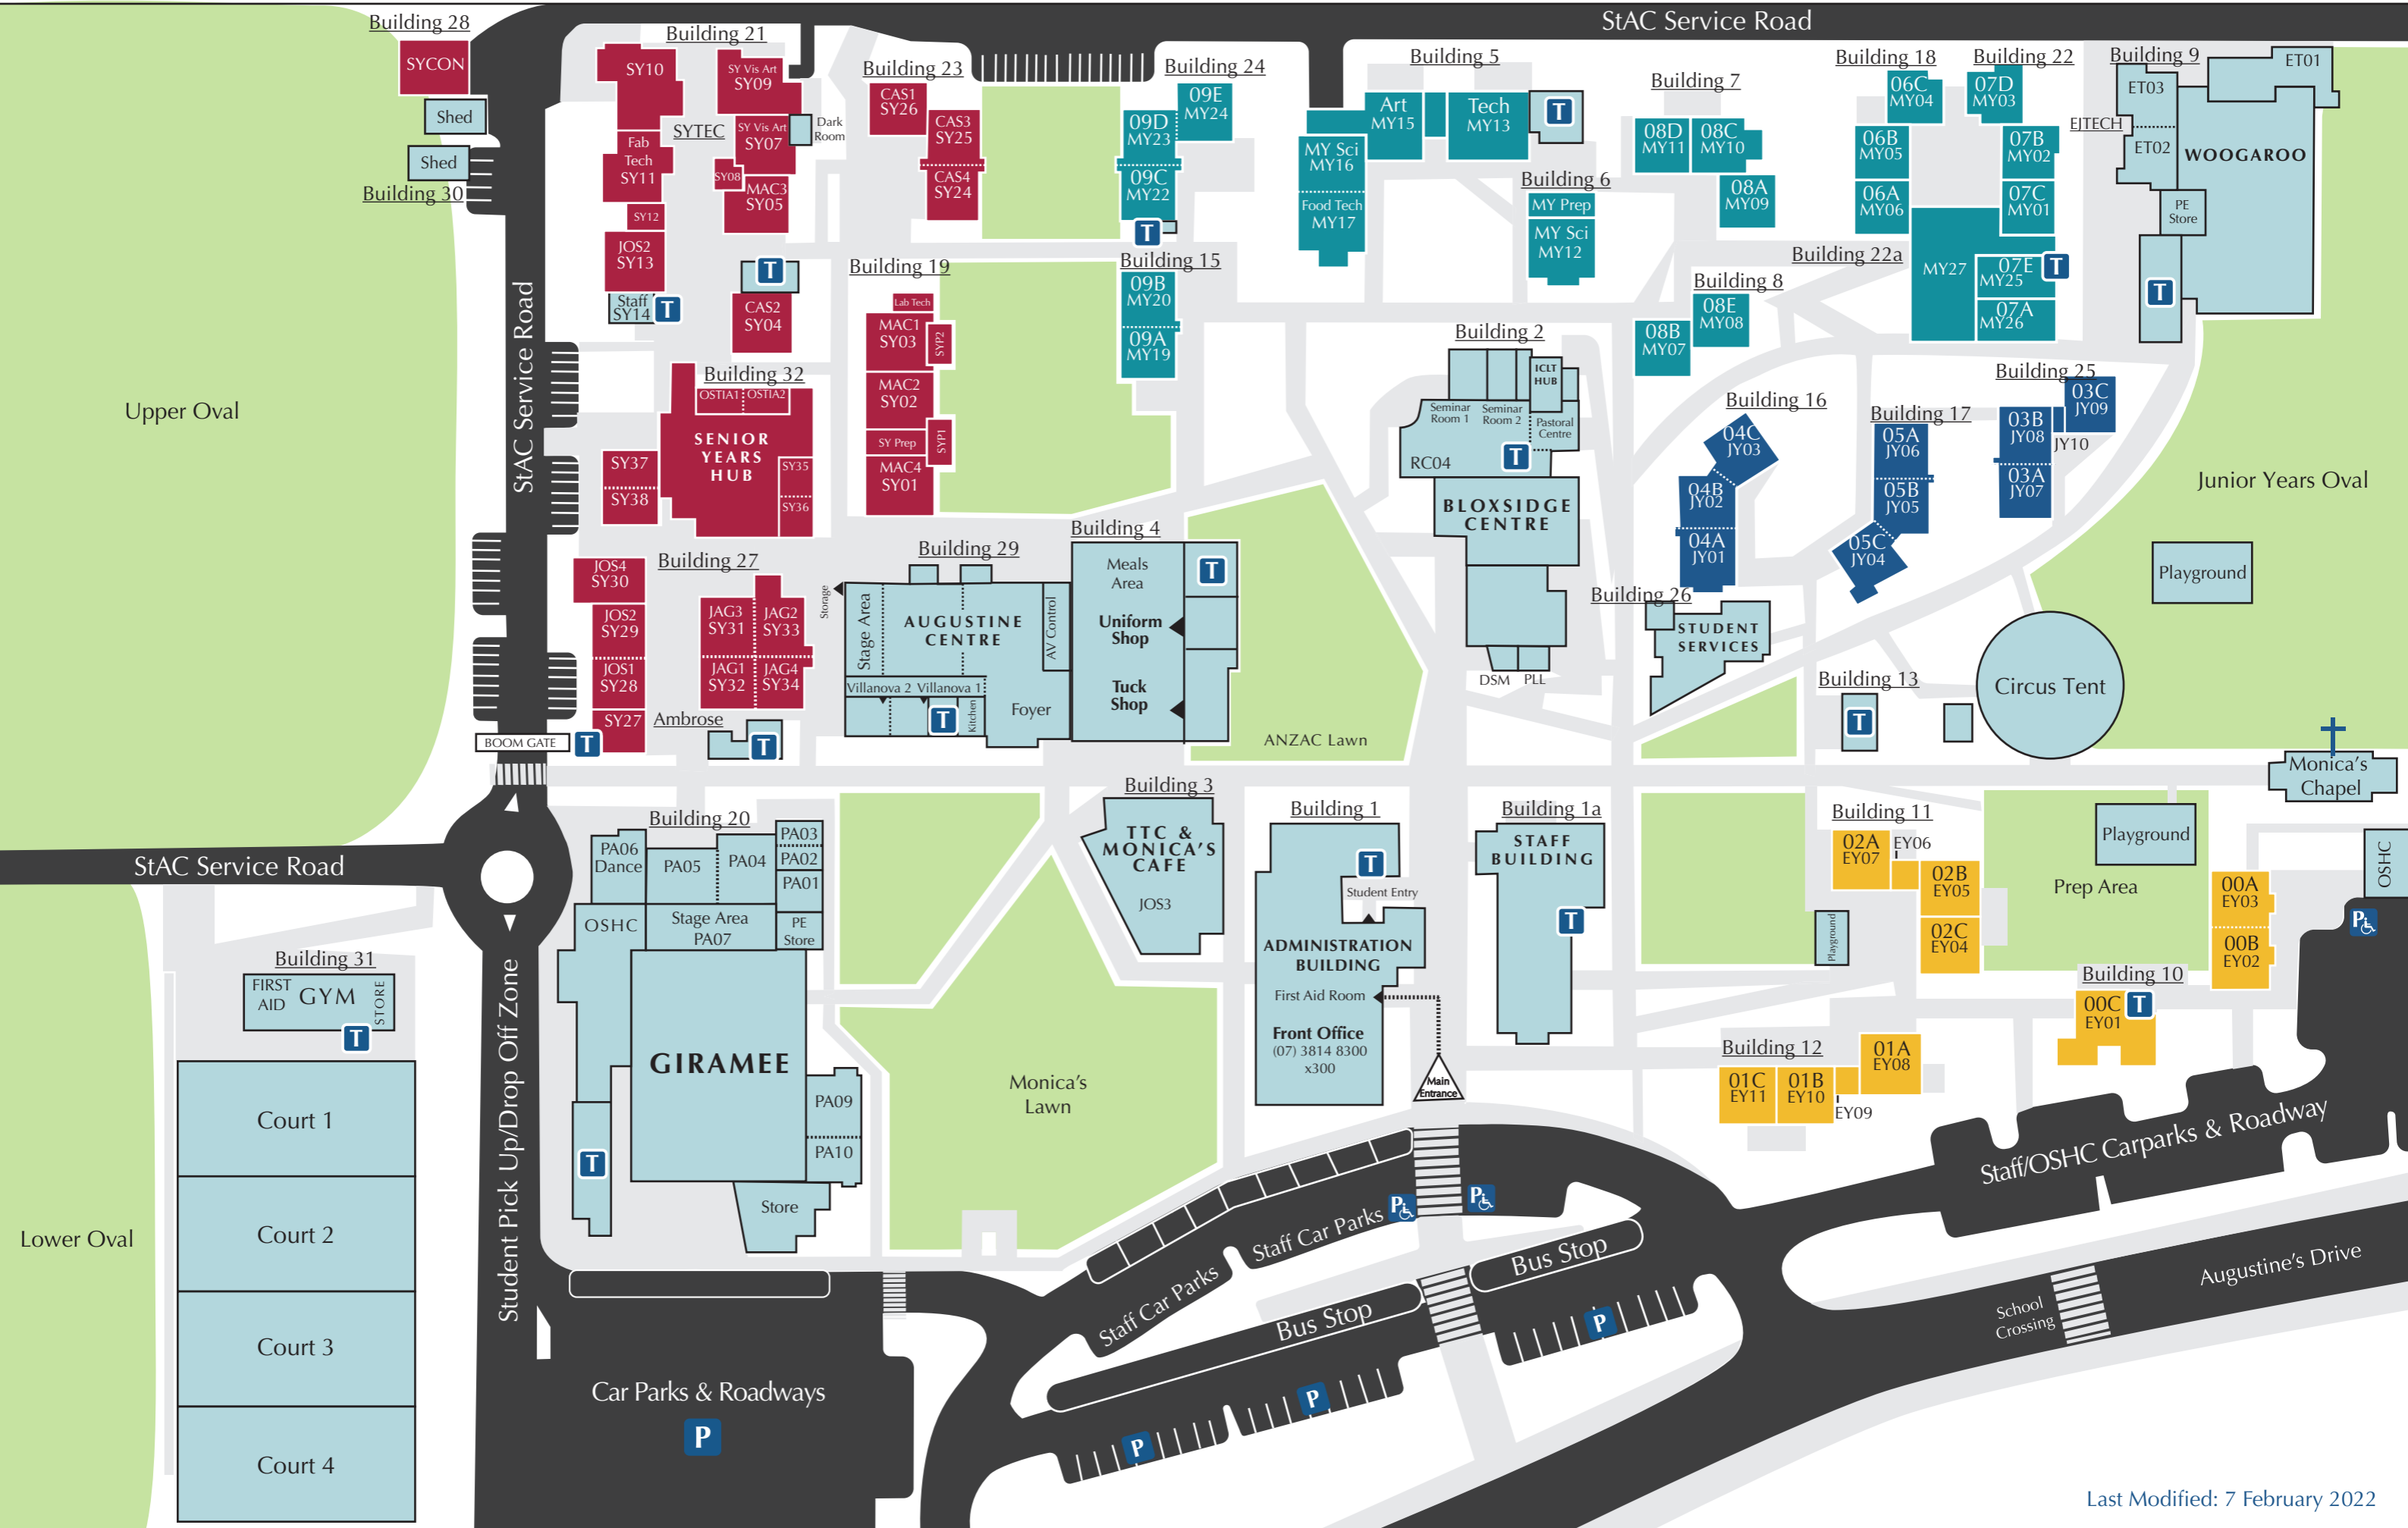 StAC Service Road
Building 28
SYCON
Shed
Shed
Building 30
Building 21
SY10
SY Vis Art
SY09
SYTEC
SY Vis Art
SY07
Dark
Room
Fab
Tech
SY11
SY08
MAC3
SY05
SY12
JOS2
SY13
Staff
SY14
T
T
CAS2
SY04
Building 23
CAS1
SY26
CAS3
SY25
CAS4
SY24
Building 24
09E
MY24
09D
MY23
09C
MY22
T
Building 15
09B
MY20
09A
MY19
Building 19
Lab Tech
MAC1
SY03
SYP2
MAC2
SY02
SY Prep
SYP1
MAC4
SY01
Building 5
Art
MY15
Tech
MY13
T
MY Sci
MY16
Food Tech
MY17
Building 6
MY Prep
MY Sci
MY12
Building 7
08D
MY11
08C
MY10
08A
MY09
Building 8
08E
MY08
08B
MY07
Building 18
06C
MY04
06B
MY05
06A
MY06
Building 22
07D
MY03
07B
MY02
07C
MY01
Building 22a
MY27
07E
MY25
T
07A
MY26
Building 9
ET01
ET03
EJTECH
ET02
WOOGAROO
PE
Store
T
Upper Oval
StAC Service Road
Building 32
OSTIA1
OSTIA2
SENIOR
YEARS
HUB
SY37
SY38
SY35
SY36
Building 2
ICLT
HUB
Seminar
Room 1
Seminar
Room 2
Pastoral
Centre
RC04
T
BLOXSIDGE
CENTRE
DSM
PLL
Building 16
04C
JY03
04B
JY02
04A
JY01
Building 17
05A
JY06
05B
JY05
05C
JY04
Building 25
03C
JY09
03B
JY08
JY10
03A
JY07
Junior Years Oval
Playground
JOS4
SY30
JOS2
SY29
JOS1
SY28
SY27
T
BOOM GATE
Building 27
JAG3
SY31
JAG2
SY33
JAG1
SY32
JAG4
SY34
Ambrose
T
Storage
Building 29
Stage Area
AUGUSTINE
CENTRE
AV Control
Villanova 2
Villanova 1
T
Kitchen
Foyer
Building 4
Meals
Area
T
Uniform
Shop
Tuck
Shop
ANZAC Lawn
Building 26
STUDENT
SERVICES
Building 13
T
Circus Tent
Monica's
Chapel
StAC Service Road
Building 20
PA06
Dance
PA05
PA04
PA03
PA02
PA01
OSHC
Stage Area
PA07
PE
Store
GIRAMEE
PA09
PA10
T
Store
Building 3
TTC &
MONICA'S
CAFE
JOS3
Monica's
Lawn
Building 1
T
Student Entry
ADMINISTRATION
BUILDING
First Aid Room
Front Office
(07) 3814 8300
x300
Main
Entrance
Building 1a
STAFF
BUILDING
T
Building 11
02A
EY07
EY06
02B
EY05
02C
EY04
Playground
Playground
Prep Area
00A
EY03
00B
EY02
OSHC
P
Building 10
00C
EY01
T
Building 12
01A
EY08
01C
EY11
01B
EY10
EY09
Building 31
FIRST
AID
GYM
STORE
T
Court 1
Court 2
Court 3
Court 4
Lower Oval
Student Pick Up/Drop Off Zone
Car Parks & Roadways
P
Staff Car Parks
Staff Car Parks
P
P
Bus Stop
Bus Stop
P
P
P
Staff/OSHC Carparks & Roadway
School
Crossing
Augustine's Drive
Last Modified: 7 February 2022